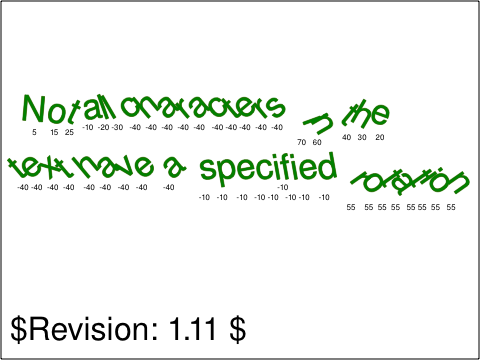 Not all characters in the
5 15 25 -10 -20 -30 -40 -40 -40 -40 -40 -40 -40 -40 -40 -40 70 60 40 30 20
text have a specified rotation
-40 -40 -40 -40 -40 -40 -40 -40 -40 -10 -10 -10 -10 -10 -10 -10 -10 -10 55 55 55 55 55 55 55 55
$Revision: 1.11 $